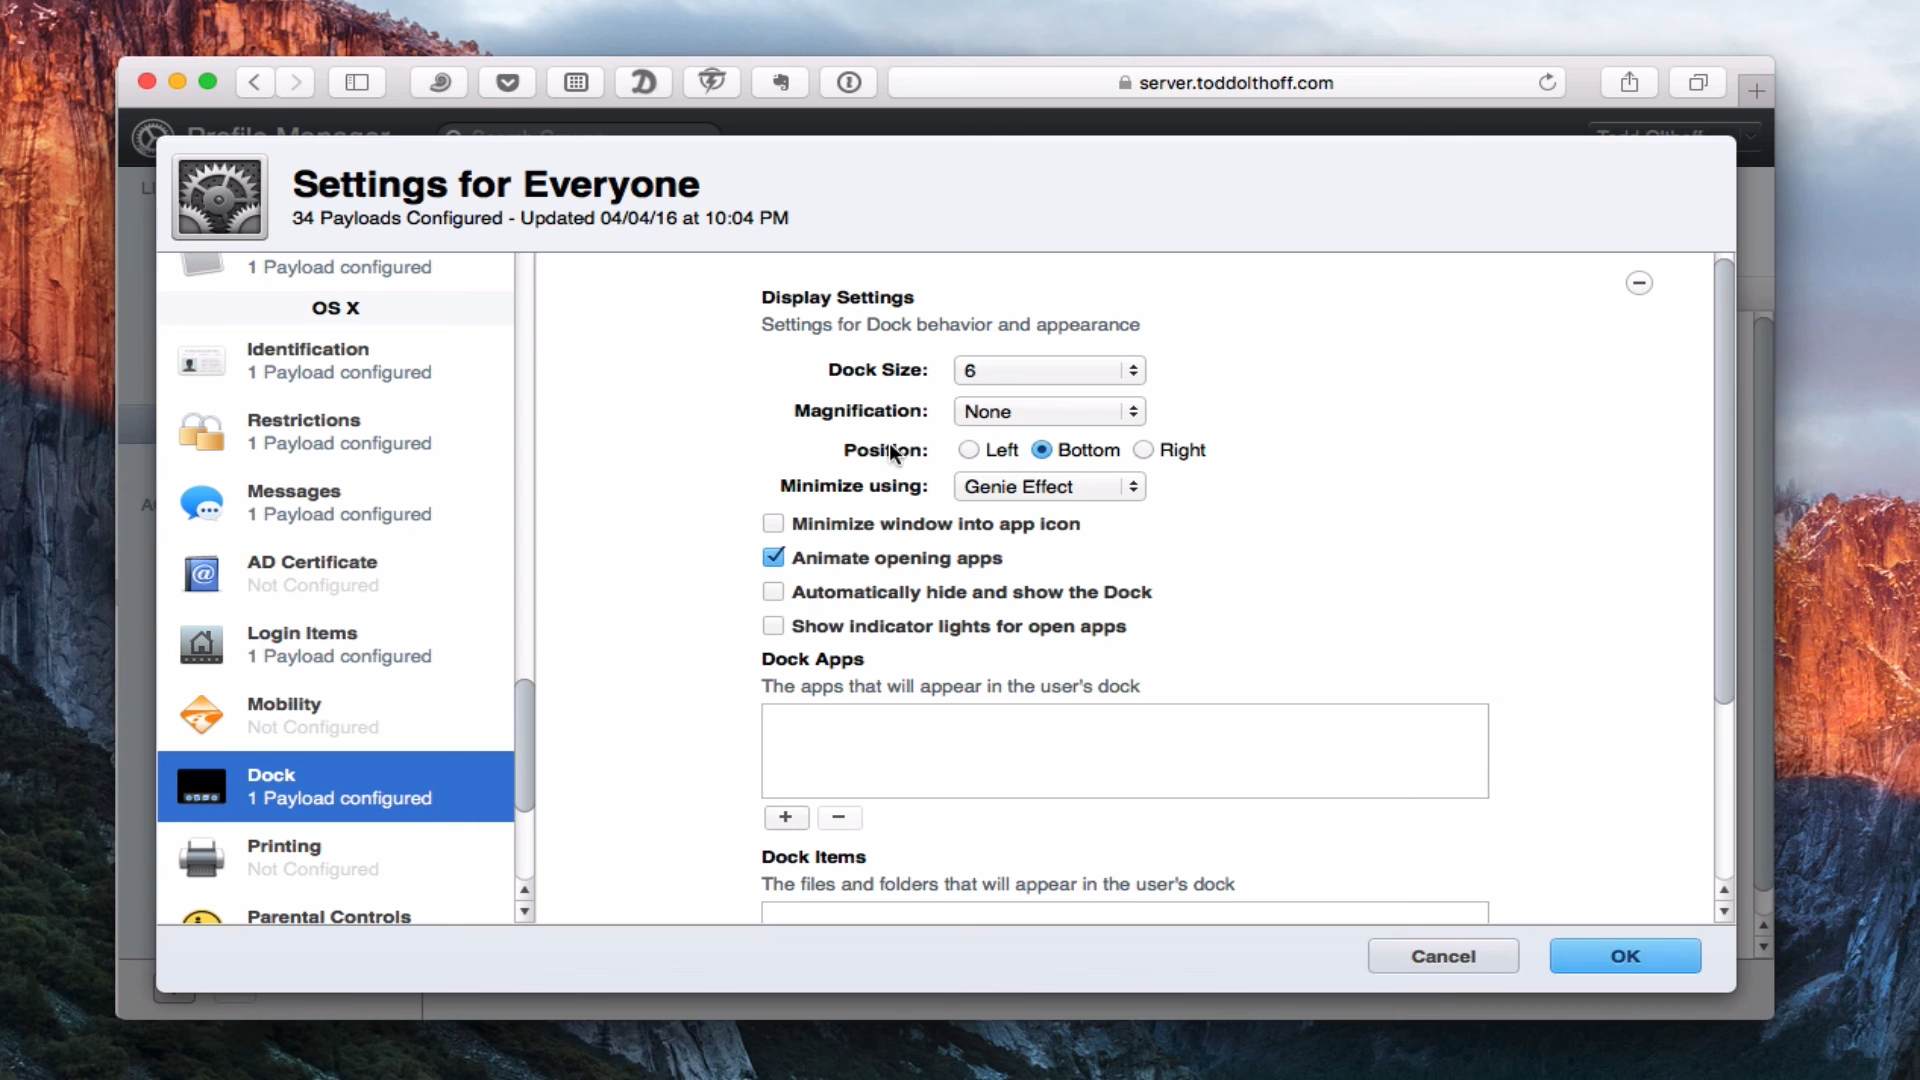 server.toddolthoff.com
Profile Manager
Todd Olthoff
Settings for Everyone
34 Payloads Configured - Updated 04/04/16 at 10:04 PM
1 Payload configured
OS X
Identification
1 Payload configured
Restrictions
1 Payload configured
Messages
1 Payload configured
AD Certificate
Not Configured
Login Items
1 Payload configured
Mobility
Not Configured
Dock
1 Payload configured
Printing
Not Configured
Parental Controls
Display Settings
Settings for Dock behavior and appearance
Dock Size: 6
Magnification: None
Position: Left Bottom Right
Minimize using: Genie Effect
Minimize window into app icon
Animate opening apps
Automatically hide and show the Dock
Show indicator lights for open apps
Dock Apps
The apps that will appear in the user's dock
+ −
Dock Items
The files and folders that will appear in the user's dock
Cancel OK